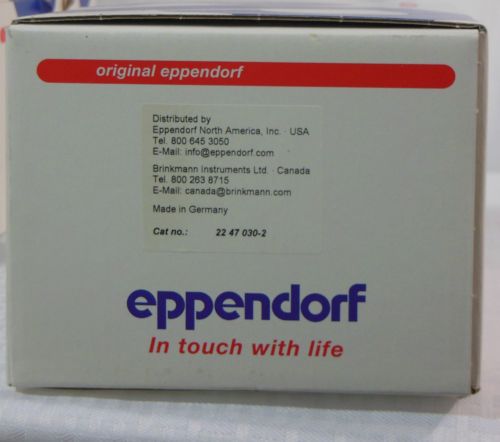 original eppendorf
Distributed by
Eppendorf North America, Inc. · USA
Tel. 800 645 3050
E-Mail: info@eppendorf.com
Brinkmann Instruments Ltd. · Canada
Tel. 800 263 8715
E-Mail: canada@brinkmann.com
Made in Germany
Cat no.: 22 47 030-2
eppendorf
In touch with life